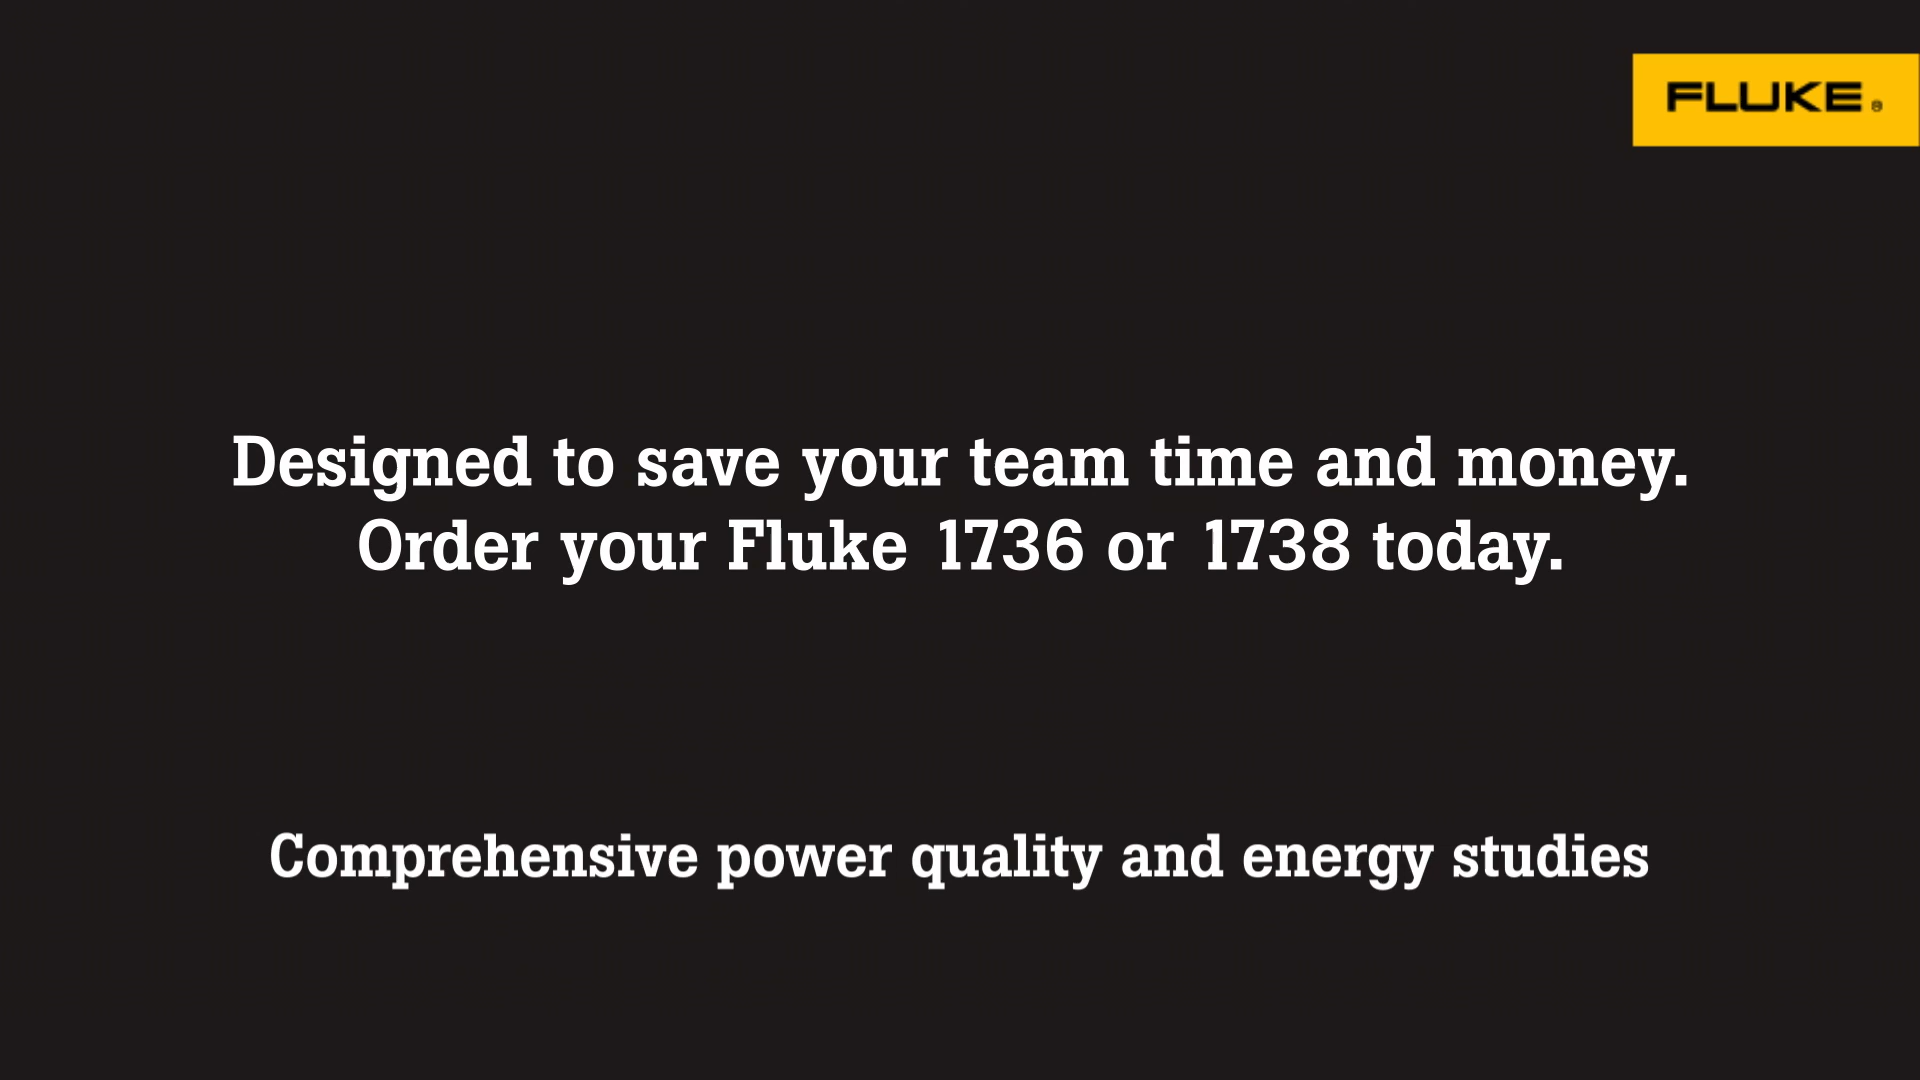 FLUKE®
Designed to save your team time and money.
Order your Fluke 1736 or 1738 today.
Comprehensive power quality and energy studies